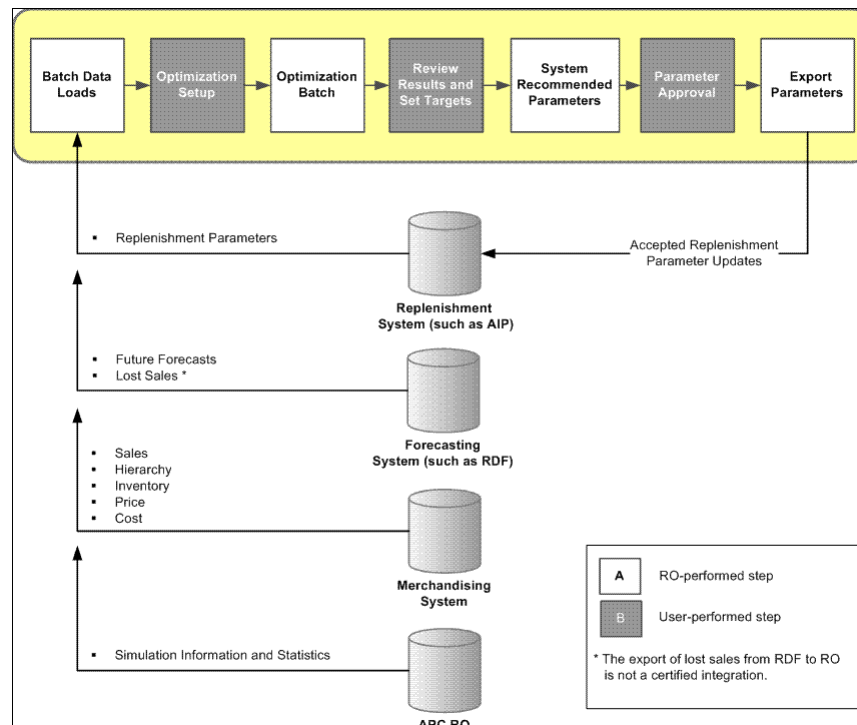 Batch Data
Loads
Optimization
Setup
Optimization
Batch
Review
Results and
Set Targets
System
Recommended
Parameters
Parameter
Approval
Export
Parameters
▪ Replenishment Parameters
Accepted Replenishment
Parameter Updates
Replenishment
System (such as AIP)
▪ Future Forecasts
▪ Lost Sales *
Forecasting
System (such as RDF)
▪ Sales
▪ Hierarchy
▪ Inventory
▪ Price
▪ Cost
Merchandising
System
A RO-performed step
B User-performed step
* The export of lost sales from RDF to RO
is not a certified integration.
▪ Simulation Information and Statistics